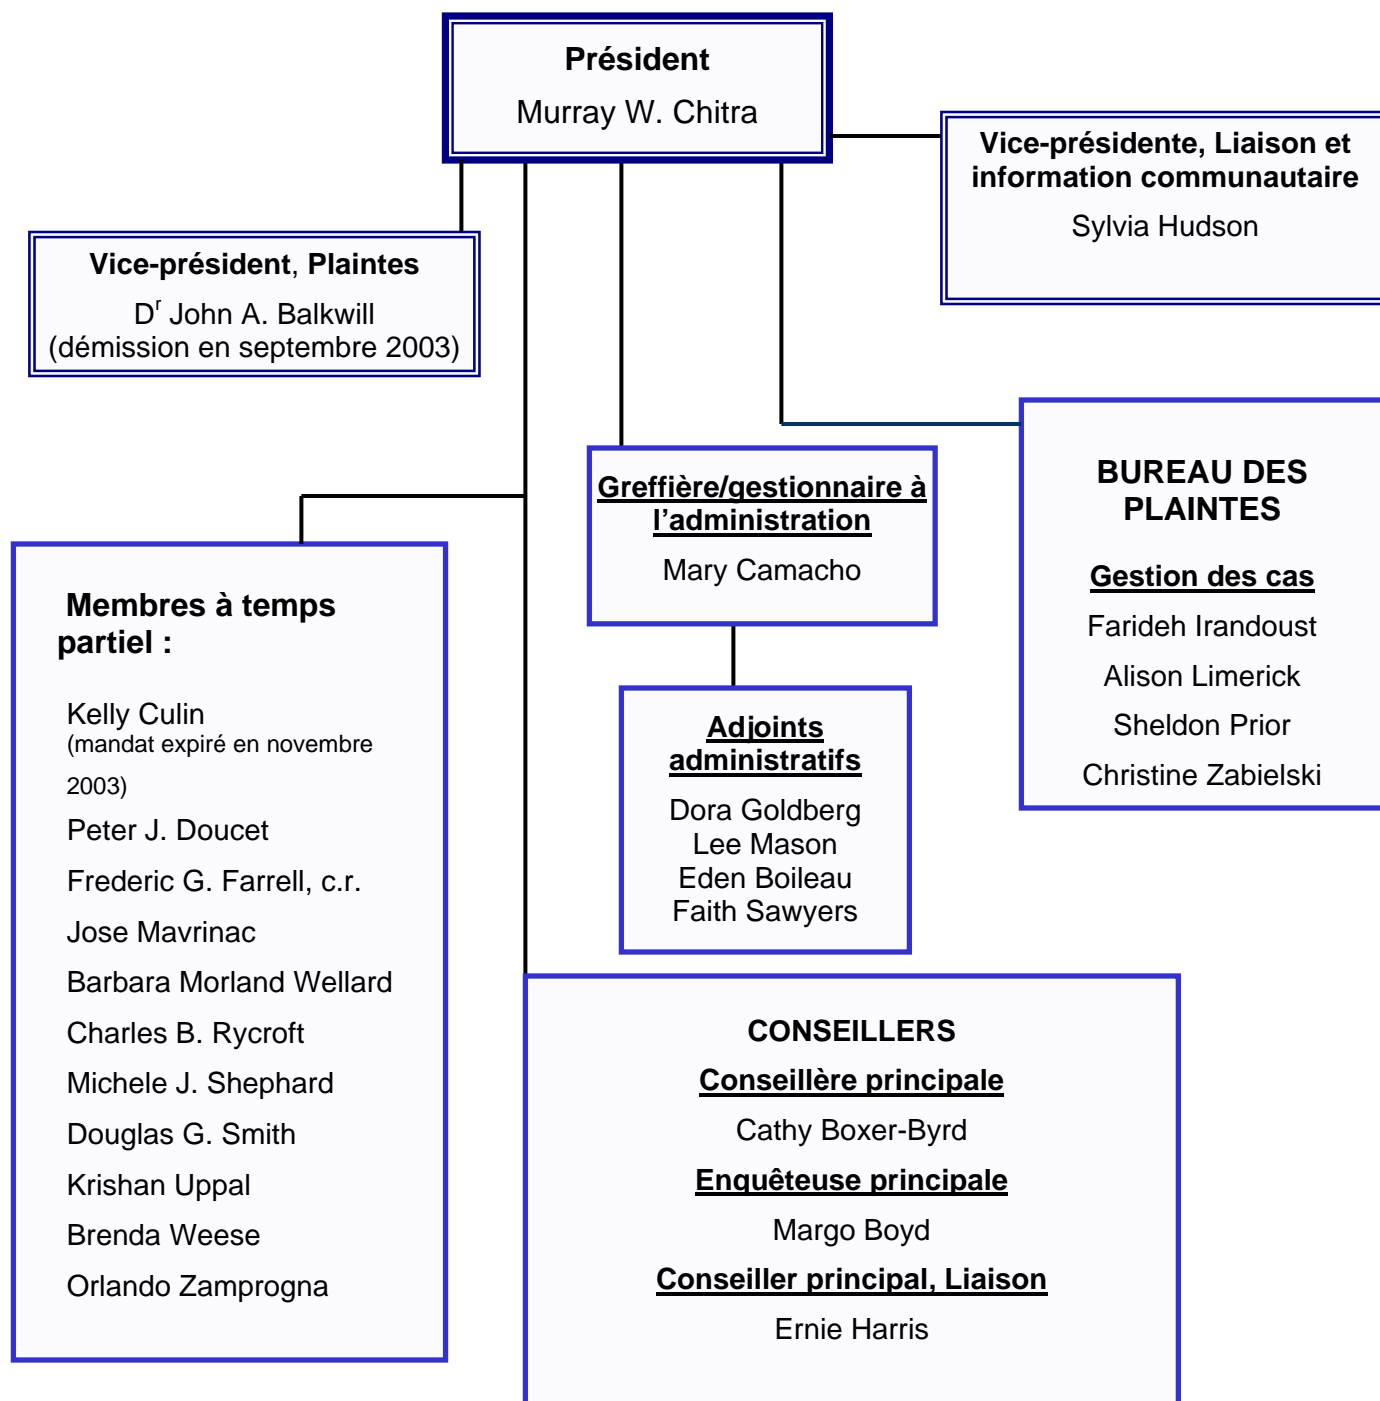 Président
Murray W. Chitra
Vice-présidente, Liaison et
information communautaire
Sylvia Hudson
Vice-président, Plaintes
Dʳ John A. Balkwill
(démission en septembre 2003)
Greffière/gestionnaire à
l’administration
Mary Camacho
BUREAU DES
PLAINTES
Gestion des cas
Farideh Irandoust
Alison Limerick
Sheldon Prior
Christine Zabielski
Membres à temps
partiel :
Kelly Culin
(mandat expiré en novembre
2003)
Peter J. Doucet
Frederic G. Farrell, c.r.
Jose Mavrinac
Barbara Morland Wellard
Charles B. Rycroft
Michele J. Shephard
Douglas G. Smith
Krishan Uppal
Brenda Weese
Orlando Zamprogna
Adjoints
administratifs
Dora Goldberg
Lee Mason
Eden Boileau
Faith Sawyers
CONSEILLERS
Conseillère principale
Cathy Boxer-Byrd
Enquêteuse principale
Margo Boyd
Conseiller principal, Liaison
Ernie Harris